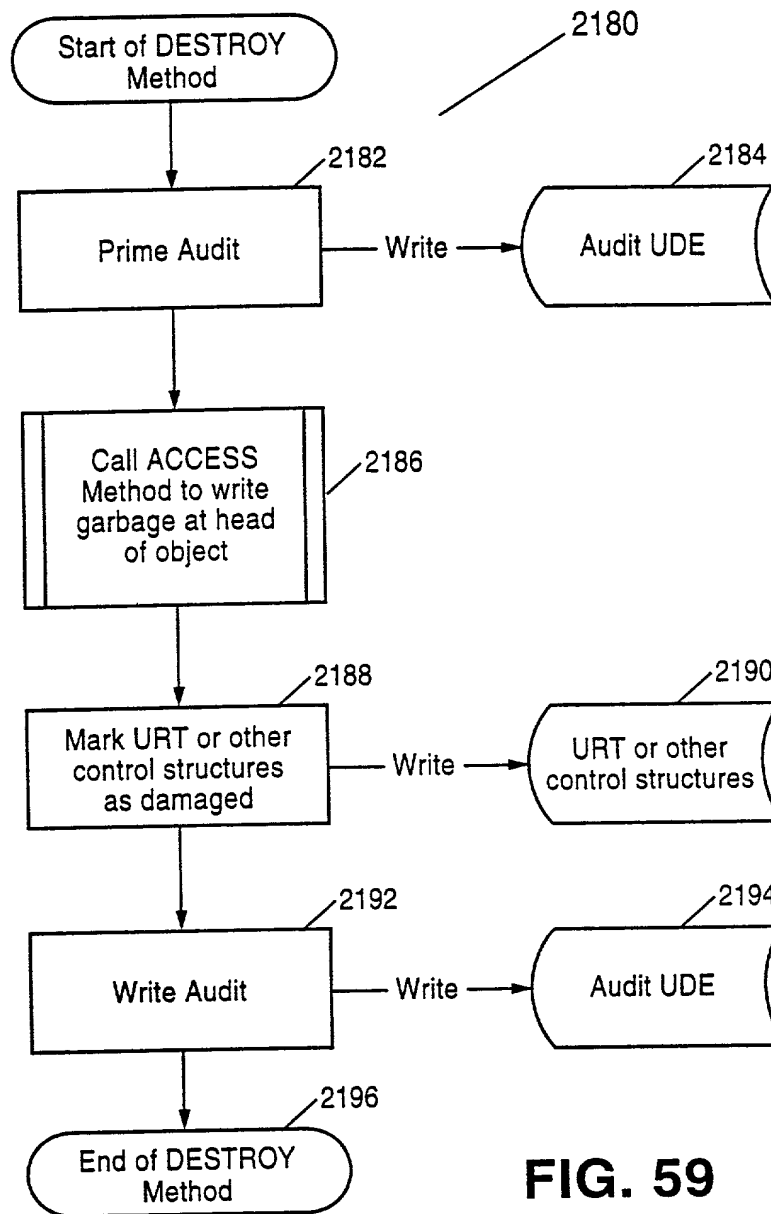 Start of DESTROY
Method
2180
2182
2184
Prime Audit
Write
Audit UDE
Call ACCESS
Method to write
garbage at head
of object
2186
2188
2190
Mark URT or other
control structures
as damaged
Write
URT or other
control structures
2192
2194
Write Audit
Write
Audit UDE
2196
End of DESTROY
Method
FIG. 59